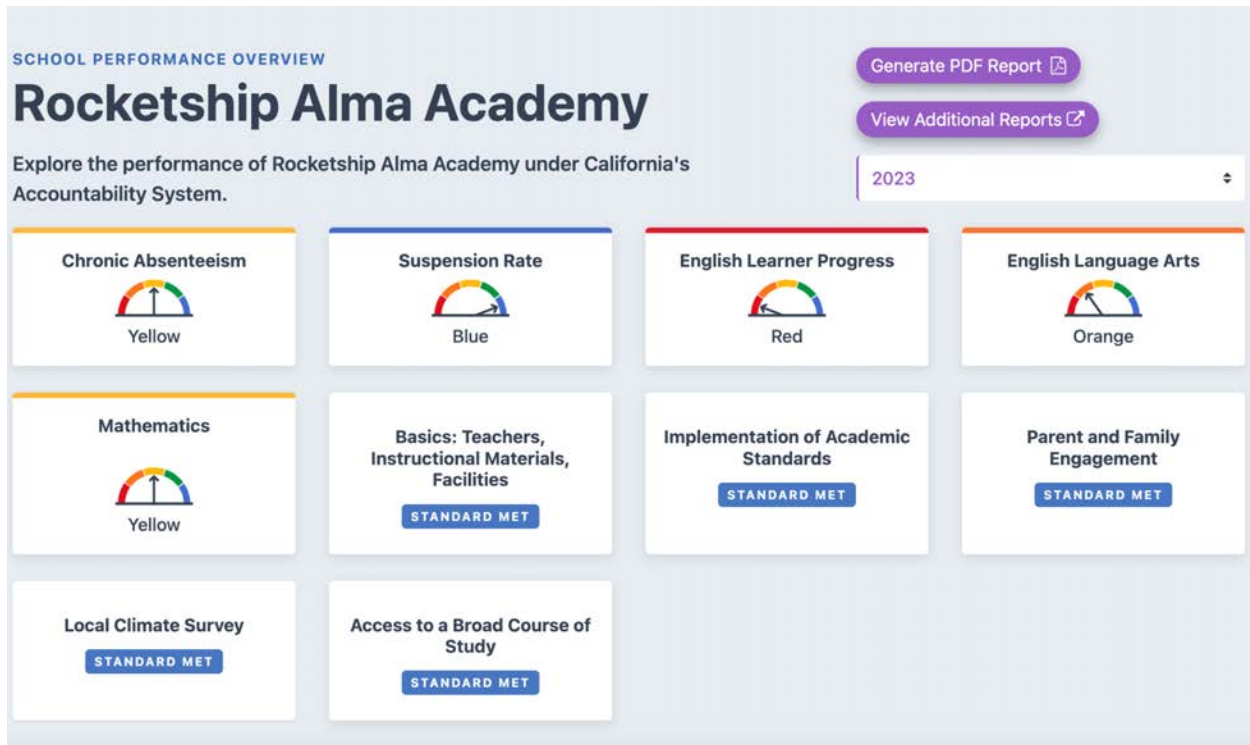 SCHOOL PERFORMANCE OVERVIEW
Rocketship Alma Academy
Explore the performance of Rocketship Alma Academy under California's
Accountability System.
Generate PDF Report
View Additional Reports
2023
Chronic Absenteeism
Yellow
Suspension Rate
Blue
English Learner Progress
Red
English Language Arts
Orange
Mathematics
Yellow
Basics: Teachers,
Instructional Materials,
Facilities
STANDARD MET
Implementation of Academic
Standards
STANDARD MET
Parent and Family
Engagement
STANDARD MET
Local Climate Survey
STANDARD MET
Access to a Broad Course of
Study
STANDARD MET